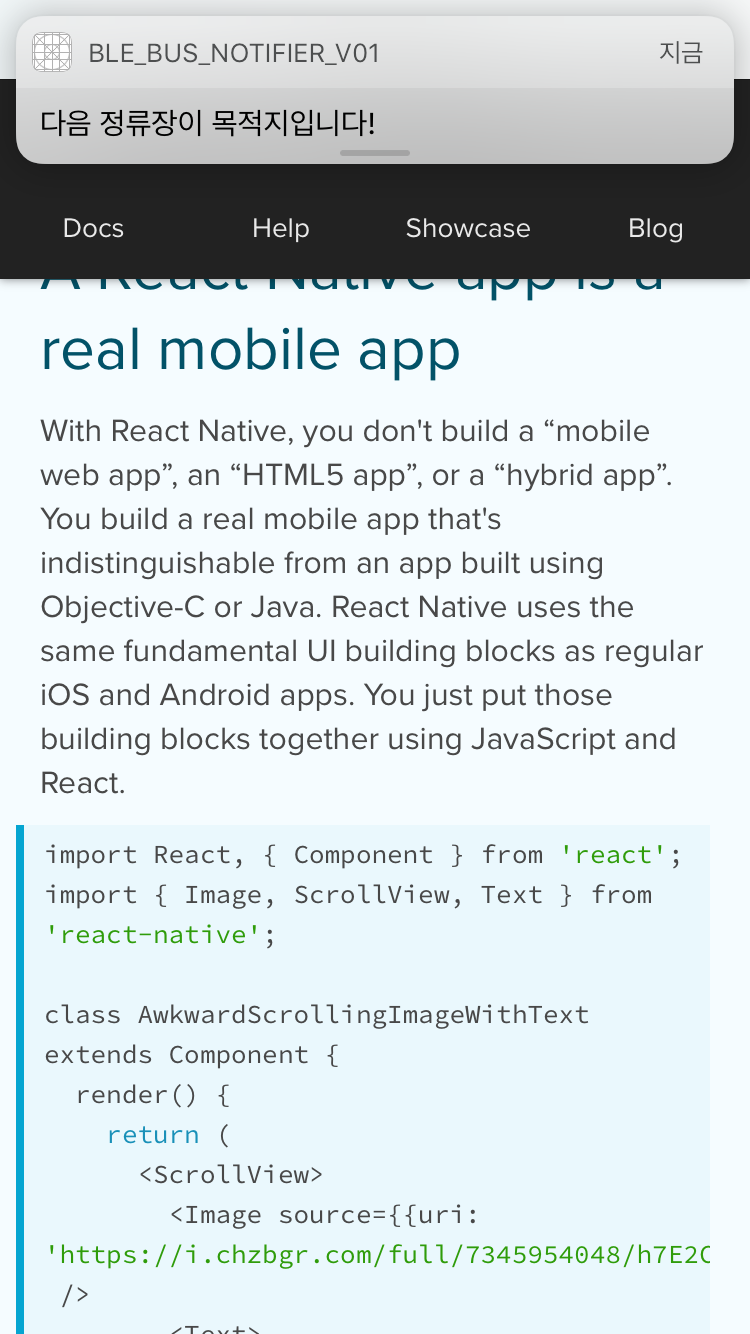 BLE_BUS_NOTIFIER_V01 지금
다음 정류장이 목적지입니다!
Docs Help Showcase Blog
A React Native app is a
real mobile app
With React Native, you don't build a “mobile
web app”, an “HTML5 app”, or a “hybrid app”.
You build a real mobile app that's
indistinguishable from an app built using
Objective-C or Java. React Native uses the
same fundamental UI building blocks as regular
iOS and Android apps. You just put those
building blocks together using JavaScript and
React.
import React, { Component } from 'react';
import { Image, ScrollView, Text } from
'react-native';
class AwkwardScrollingImageWithText
extends Component {
render() {
return (
<ScrollView>
<Image source={{uri:
'https://i.chzbgr.com/full/7345954048/h7E2C
/>
<Text>